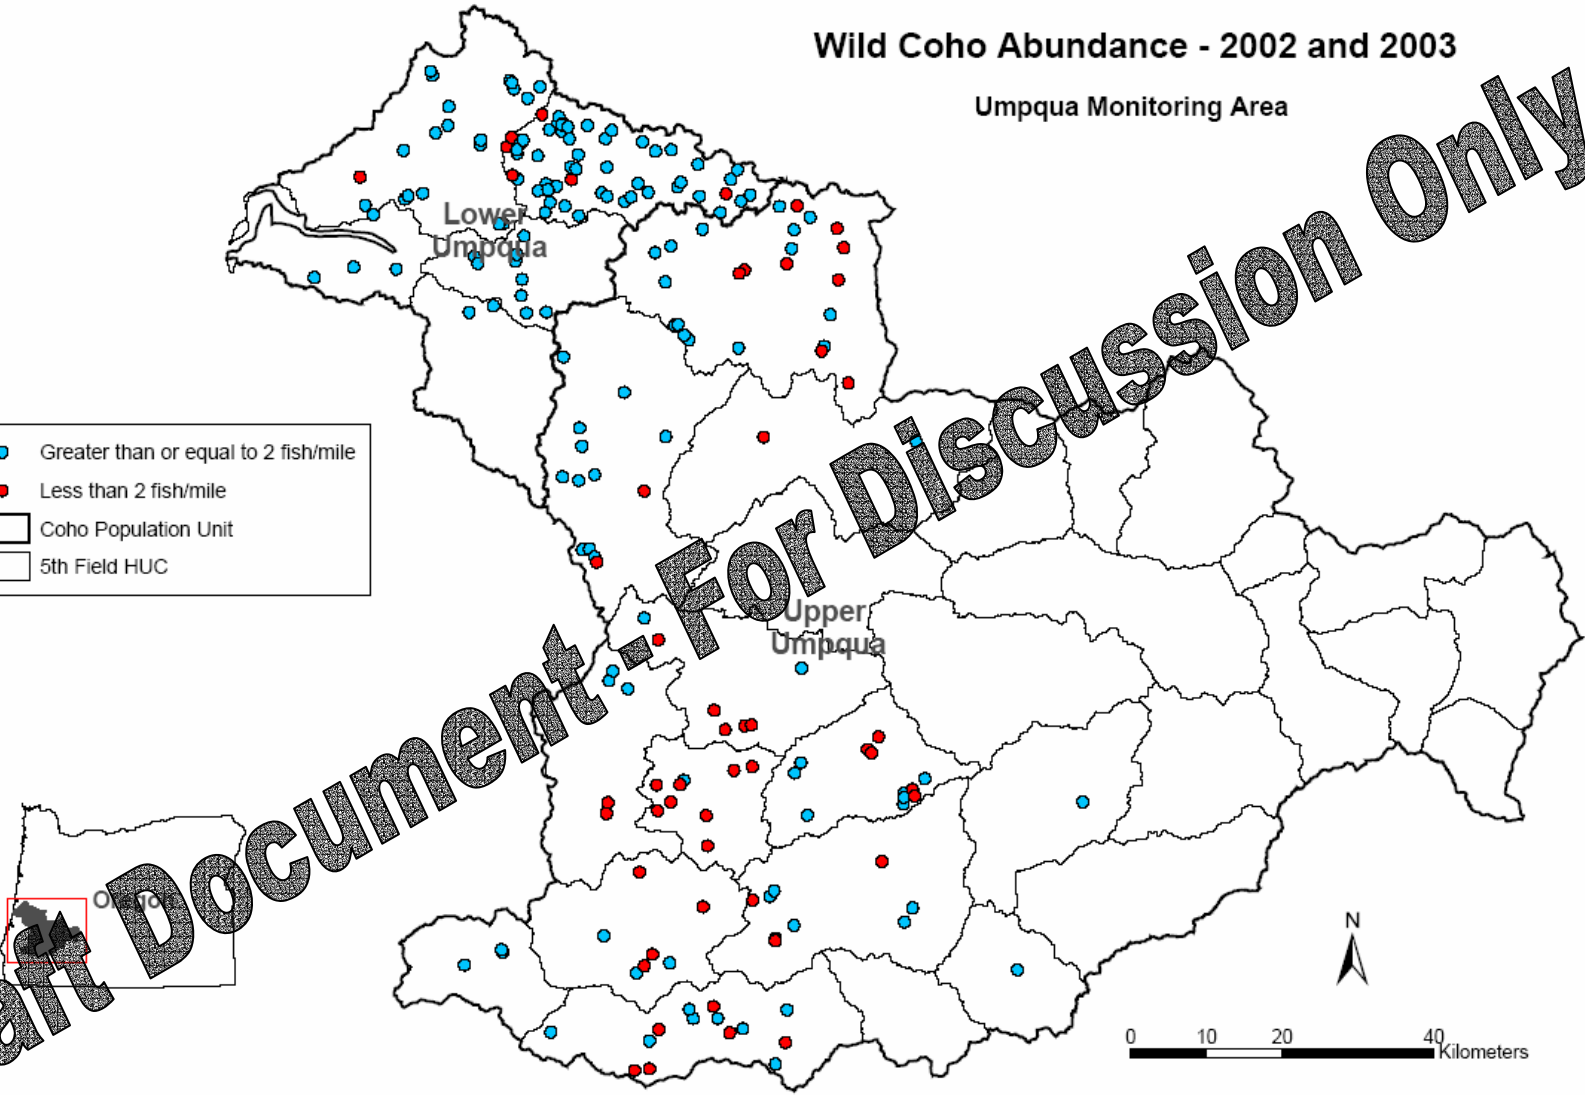 Wild Coho Abundance - 2002 and 2003
Umpqua Monitoring Area
Lower
Umpqua
Greater than or equal to 2 fish/mile
Less than 2 fish/mile
Coho Population Unit
5th Field HUC
Upper
Umpqua
Oregon
N
0 10 20 40
Kilometers
aft Document - For Discussion Only